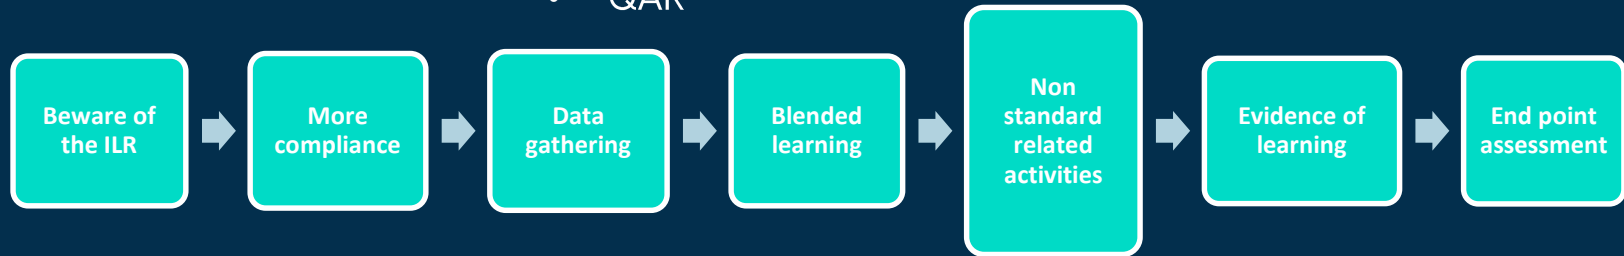 QAR
Beware of
the ILR
More
compliance
Data
gathering
Blended
learning
Non
standard
related
activities
Evidence of
learning
End point
assessment